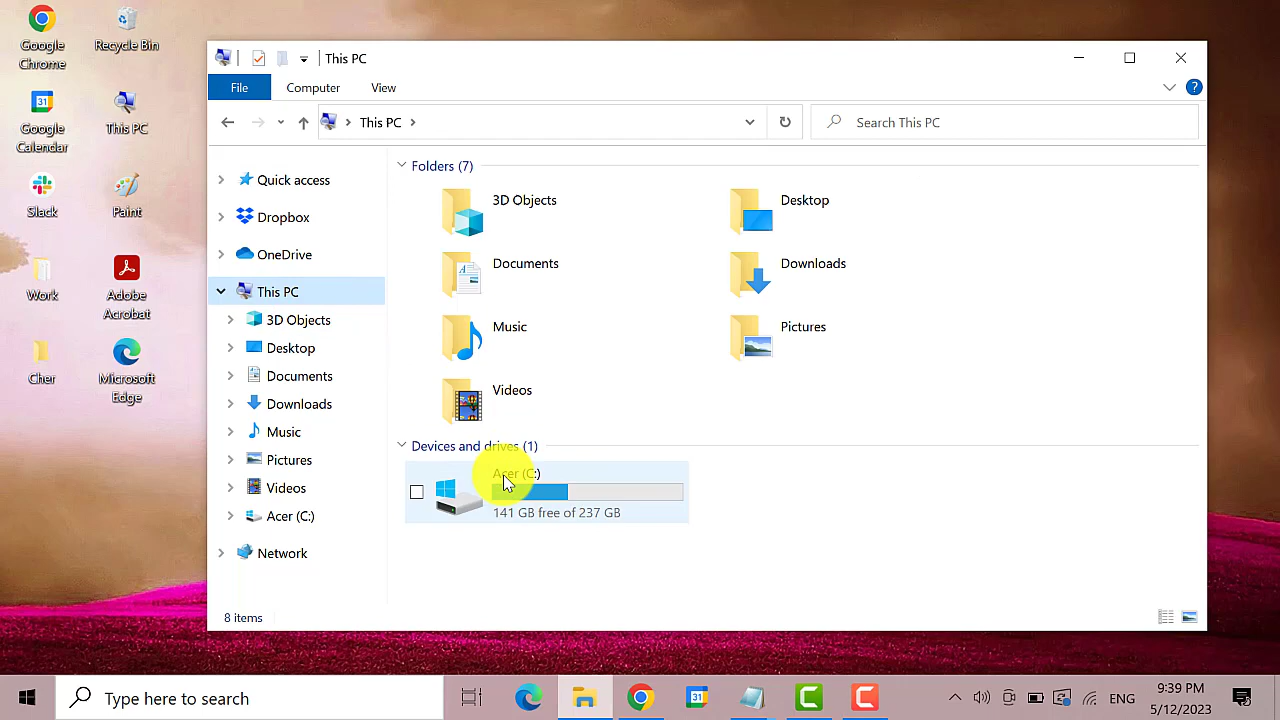 Google
Chrome
Recycle Bin
Google
Calendar
This PC
Slack
Paint
Work
Adobe
Acrobat
Cher
Microsoft
Edge
This PC
File
Computer
View
?
This PC
Search This PC
Quick access
Dropbox
OneDrive
This PC
3D Objects
Desktop
Documents
Downloads
Music
Pictures
Videos
Acer (C:)
Network
Folders (7)
3D Objects
Desktop
Documents
Downloads
Music
Pictures
Videos
Devices and drives (1)
Acer (C:)
141 GB free of 237 GB
8 items
Type here to search
ENG
9:39 PM
5/12/2023